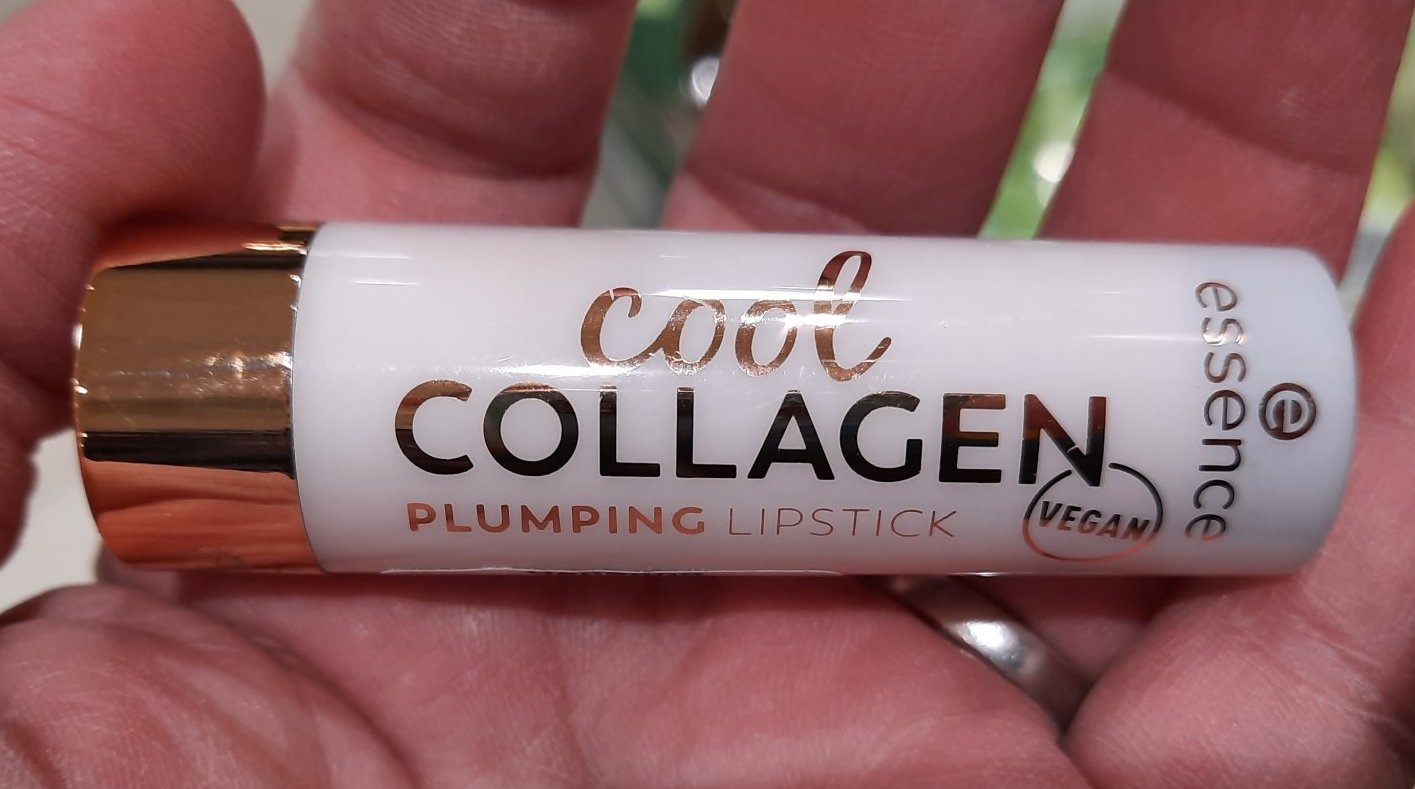 cool
COLLAGEN
PLUMPING LIPSTICK
VEGAN
e
essence